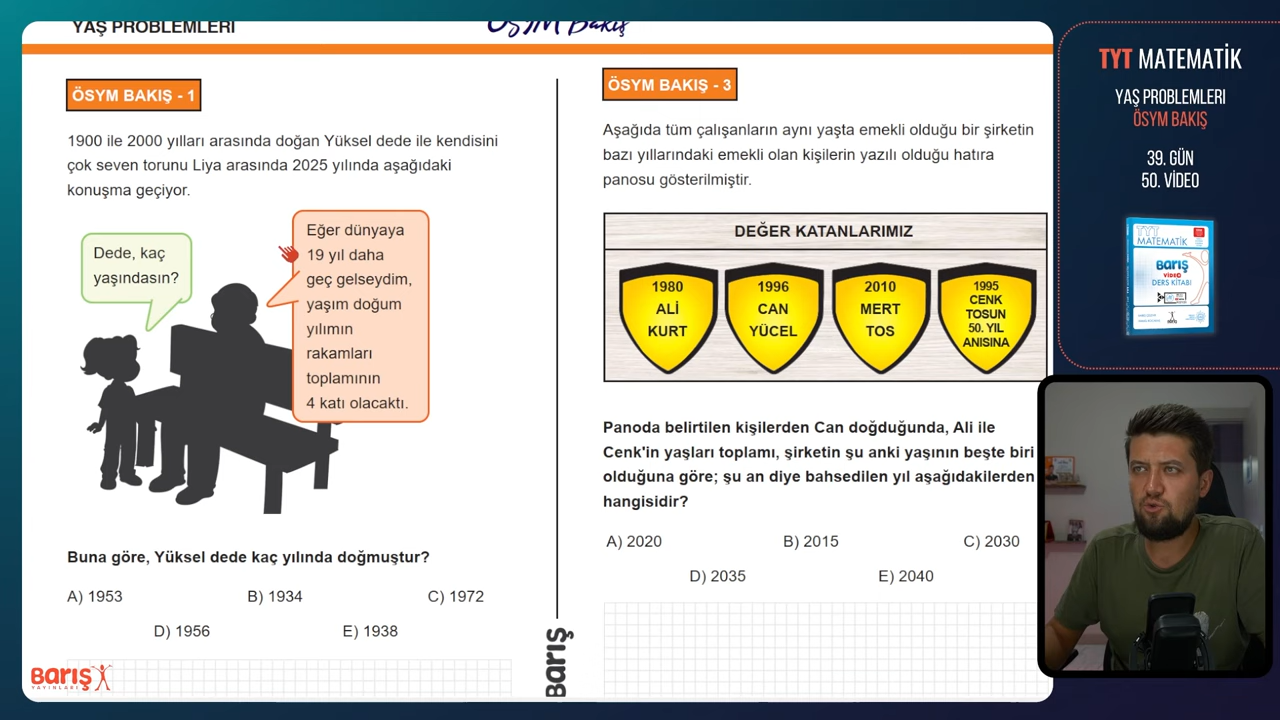 YAŞ PROBLEMLERİ
ÖSYM Bakış
ÖSYM BAKIŞ - 1
1900 ile 2000 yılları arasında doğan Yüksel dede ile kendisini
çok seven torunu Liya arasında 2025 yılında aşağıdaki
konuşma geçiyor.
Dede, kaç
yaşındasın?
Eğer dünyaya
19 yıl daha
geç gelseydim,
yaşım doğum
yılımın
rakamları
toplamının
4 katı olacaktı.
Buna göre, Yüksel dede kaç yılında doğmuştur?
A) 1953 B) 1934 C) 1972
D) 1956 E) 1938
BARIŞ
YAYINLARI
BARIŞ
ÖSYM BAKIŞ - 3
Aşağıda tüm çalışanların aynı yaşta emekli olduğu bir şirketin
bazı yıllarındaki emekli olan kişilerin yazılı olduğu hatıra
panosu gösterilmiştir.
DEĞER KATANLARIMIZ
1980
ALİ
KURT
1996
CAN
YÜCEL
2010
MERT
TOS
1995
CENK
TOSUN
50. YIL
ANISINA
Panoda belirtilen kişilerden Can doğduğunda, Ali ile
Cenk'in yaşları toplamı, şirketin şu anki yaşının beşte biri
olduğuna göre; şu an diye bahsedilen yıl aşağıdakilerden
hangisidir?
A) 2020 B) 2015 C) 2030
D) 2035 E) 2040
TYT MATEMATİK
YAŞ PROBLEMLERI
ÖSYM BAKIŞ
39. GÜN
50. VİDEO
TYT
MATEMATİK
BARIŞ
VİDEO
DERS KİTABI